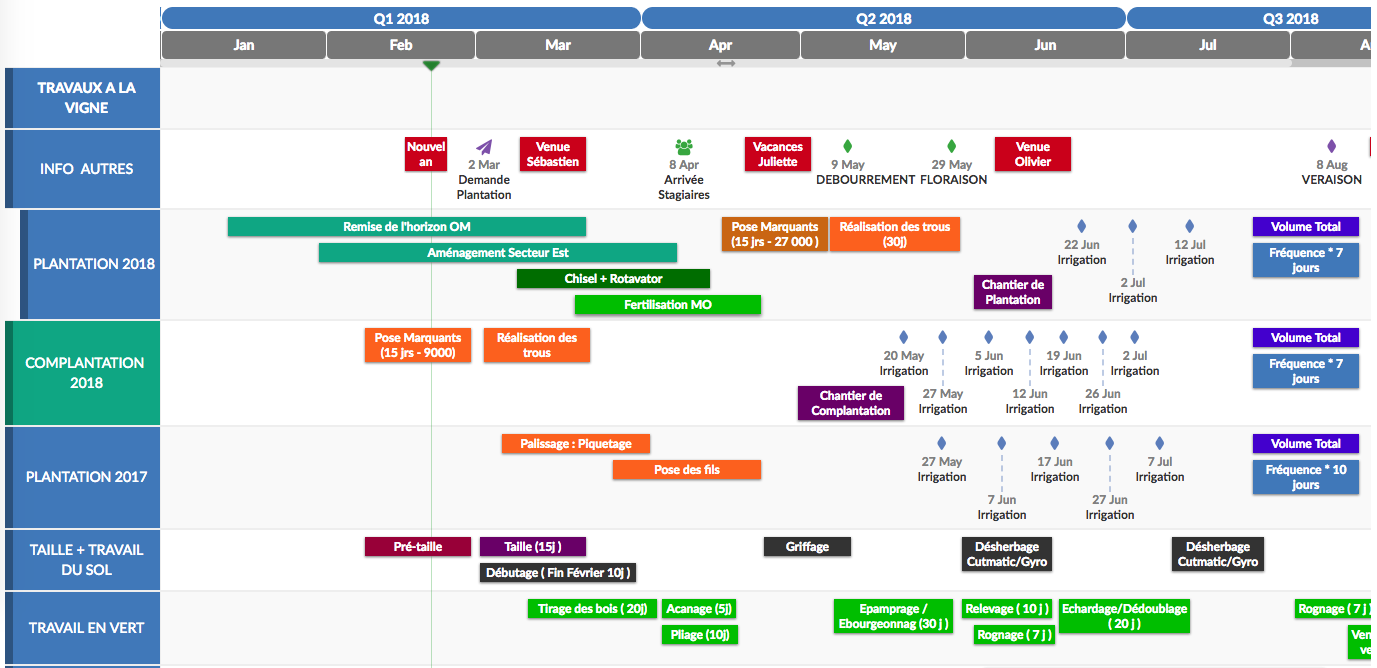 Q1 2018
Q2 2018
Q3 2018
Jan
Feb
Mar
Apr
May
Jun
Jul
A
TRAVAUX A LA
VIGNE
INFO AUTRES
Nouvel
an
2 Mar
Demande
Plantation
Venue
Sébastien
8 Apr
Arrivée
Stagiaires
Vacances
Juliette
9 May
DEBOURREMENT
29 May
FLORAISON
Venue
Olivier
8 Aug
VERAISON
PLANTATION 2018
Remise de l'horizon OM
Aménagement Secteur Est
Chisel + Rotavator
Fertilisation MO
Pose Marquants
(15 jrs - 27 000 )
Réalisation des trous
(30j)
Chantier de
Plantation
22 Jun
Irrigation
2 Jul
Irrigation
12 Jul
Irrigation
Volume Total
Fréquence * 7
jours
COMPLANTATION
2018
Pose Marquants
(15 jrs - 9000)
Réalisation des
trous
Chantier de
Complantation
20 May
Irrigation
27 May
Irrigation
5 Jun
Irrigation
12 Jun
Irrigation
19 Jun
Irrigation
26 Jun
Irrigation
2 Jul
Irrigation
Volume Total
Fréquence * 7
jours
PLANTATION 2017
Palissage : Piquetage
Pose des fils
27 May
Irrigation
7 Jun
Irrigation
17 Jun
Irrigation
27 Jun
Irrigation
7 Jul
Irrigation
Volume Total
Fréquence * 10
jours
TAILLE + TRAVAIL
DU SOL
Pré-taille
Taille (15j )
Débutage ( Fin Février 10j )
Griffage
Désherbage
Cutmatic/Gyro
Désherbage
Cutmatic/Gyro
TRAVAIL EN VERT
Tirage des bois ( 20j)
Acanage (5j)
Pliage (10j)
Epamprage /
Ebourgeonnag (30 j )
Relevage ( 10 j )
Rognage ( 7 j )
Echardage/Dédoublage
( 20 j )
Rognage ( 7 j
Ven
ve